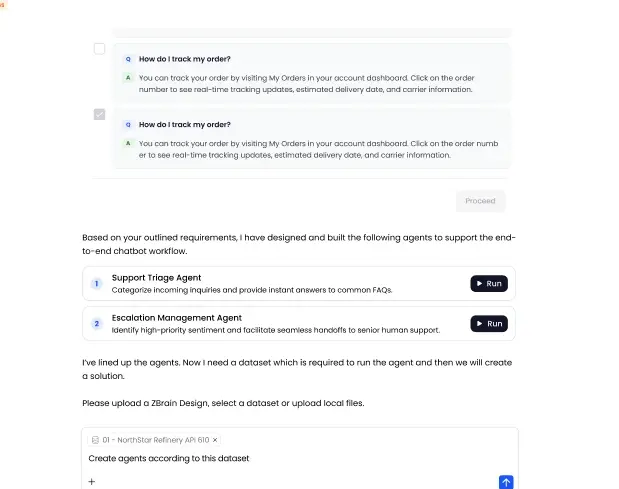 Q How do I track my order?
A You can track your order by visiting My Orders in your account dashboard. Click on the order
number to see real-time tracking updates, estimated delivery date, and carrier information.
Q How do I track my order?
A You can track your order by visiting My Orders in your account dashboard. Click on the order numb
er to see real-time tracking updates, estimated delivery date, and carrier information.
Proceed
Based on your outlined requirements, I have designed and built the following agents to support the end-
to-end chatbot workflow.
1 Support Triage Agent
Categorize incoming inquiries and provide instant answers to common FAQs.
Run
2 Escalation Management Agent
Identify high-priority sentiment and facilitate seamless handoffs to senior human support.
Run
I've lined up the agents. Now I need a dataset which is required to run the agent and then we will create
a solution.
Please upload a ZBrain Design, select a dataset or upload local files.
01 - NorthStar Refinery API 610 ×
Create agents according to this dataset
+